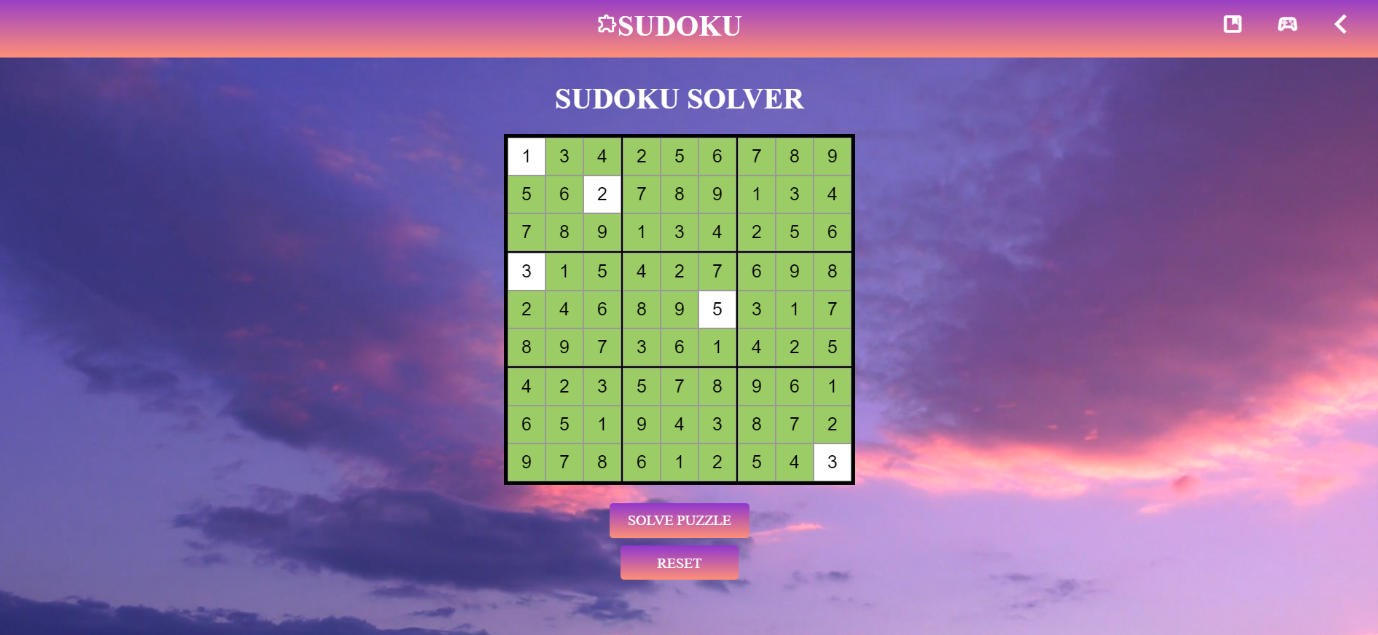 SUDOKU
SUDOKU SOLVER
1 3 4 2 5 6 7 8 9
5 6 2 7 8 9 1 3 4
7 8 9 1 3 4 2 5 6
3 1 5 4 2 7 6 9 8
2 4 6 8 9 5 3 1 7
8 9 7 3 6 1 4 2 5
4 2 3 5 7 8 9 6 1
6 5 1 9 4 3 8 7 2
9 7 8 6 1 2 5 4 3
SOLVE PUZZLE
RESET